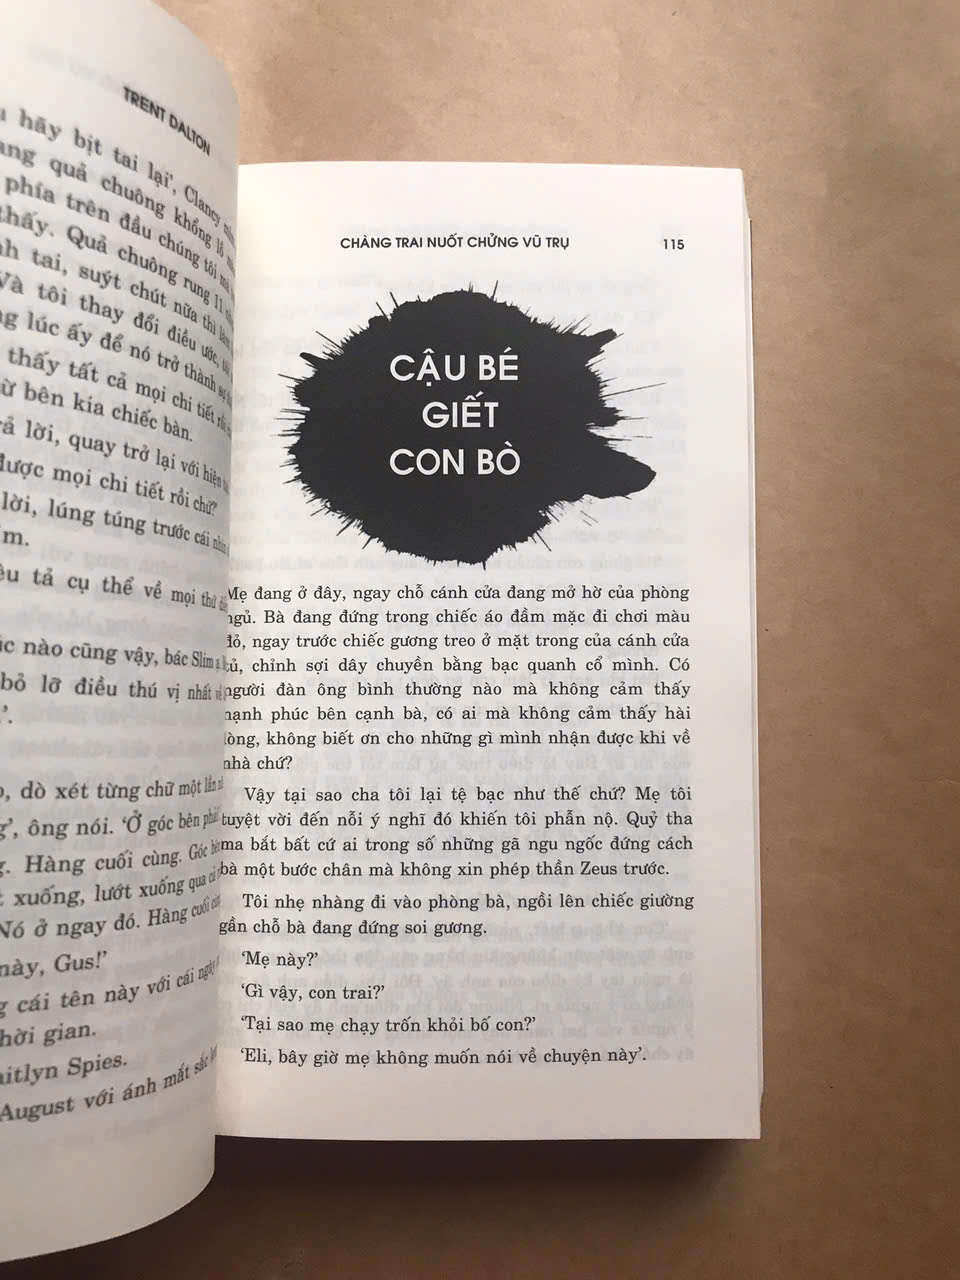 TRENT DALTON
hãy bịt tai lại', Clancy
quả chuông khổng lồ
phía trên đầu chúng tôi mà
thấy. Quả chuông rung 11
tai, suýt chút nữa thì làm
Và tôi thay đổi điều ước,
lúc ấy để nó trở thành sự
thấy tất cả mọi chi tiết
bên kia chiếc bàn.
lời, quay trở lại với hiện
được mọi chi tiết rồi chứ?'
lời, lúng túng trước cái nhìn
tả cụ thể về mọi thứ
nào cũng vậy, bác Slim
bỏ lỡ điều thú vị nhất
dò xét từng chữ một lần
ông nói. 'Ở góc bên phải
Hàng cuối cùng. Góc
xuống, lướt xuống qua cả
Nó ở ngay đó. Hàng cuối
này, Gus!'
cái tên này với cái ngày
thời gian.
Spies.
August với ánh mắt sắc
CHÀNG TRAI NUỐT CHỬNG VŨ TRỤ 115
CẬU BÉ
GIẾT
CON BÒ
Mẹ đang ở đây, ngay chỗ cánh cửa đang mở hờ của phòng
ngủ. Bà đang đứng trong chiếc áo đầm mặc đi chơi màu
đỏ, ngay trước chiếc gương treo ở mặt trong của cánh cửa
tủ, chỉnh sợi dây chuyền bằng bạc quanh cổ mình. Có
người đàn ông bình thường nào mà không cảm thấy
hạnh phúc bên cạnh bà, có ai mà không cảm thấy hài
lòng, không biết ơn cho những gì mình nhận được khi về
nhà chứ?
Vậy tại sao cha tôi lại tệ bạc như thế chứ? Mẹ tôi
tuyệt vời đến nỗi ý nghĩ đó khiến tôi phẫn nộ. Quỷ tha
ma bắt bất cứ ai trong số những gã ngu ngốc đứng cách
bà một bước chân mà không xin phép thần Zeus trước.
Tôi nhẹ nhàng đi vào phòng bà, ngồi lên chiếc giường
gần chỗ bà đang đứng soi gương.
'Mẹ này?'
'Gì vậy, con trai?'
'Tại sao mẹ chạy trốn khỏi bố con?'
'Eli, bây giờ mẹ không muốn nói về chuyện này'.